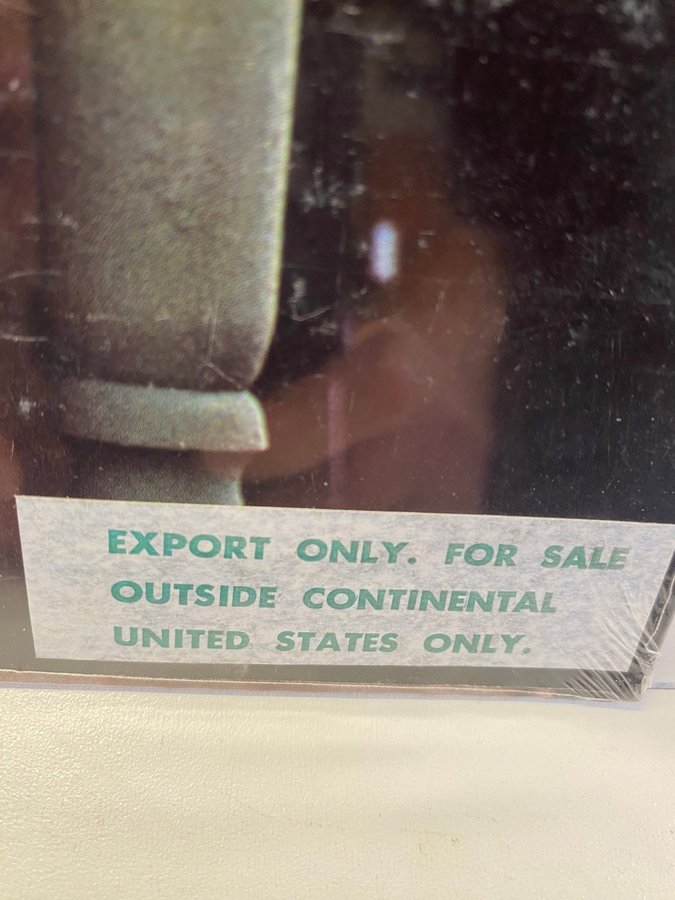 EXPORT ONLY. FOR SALE
OUTSIDE CONTINENTAL
UNITED STATES ONLY.